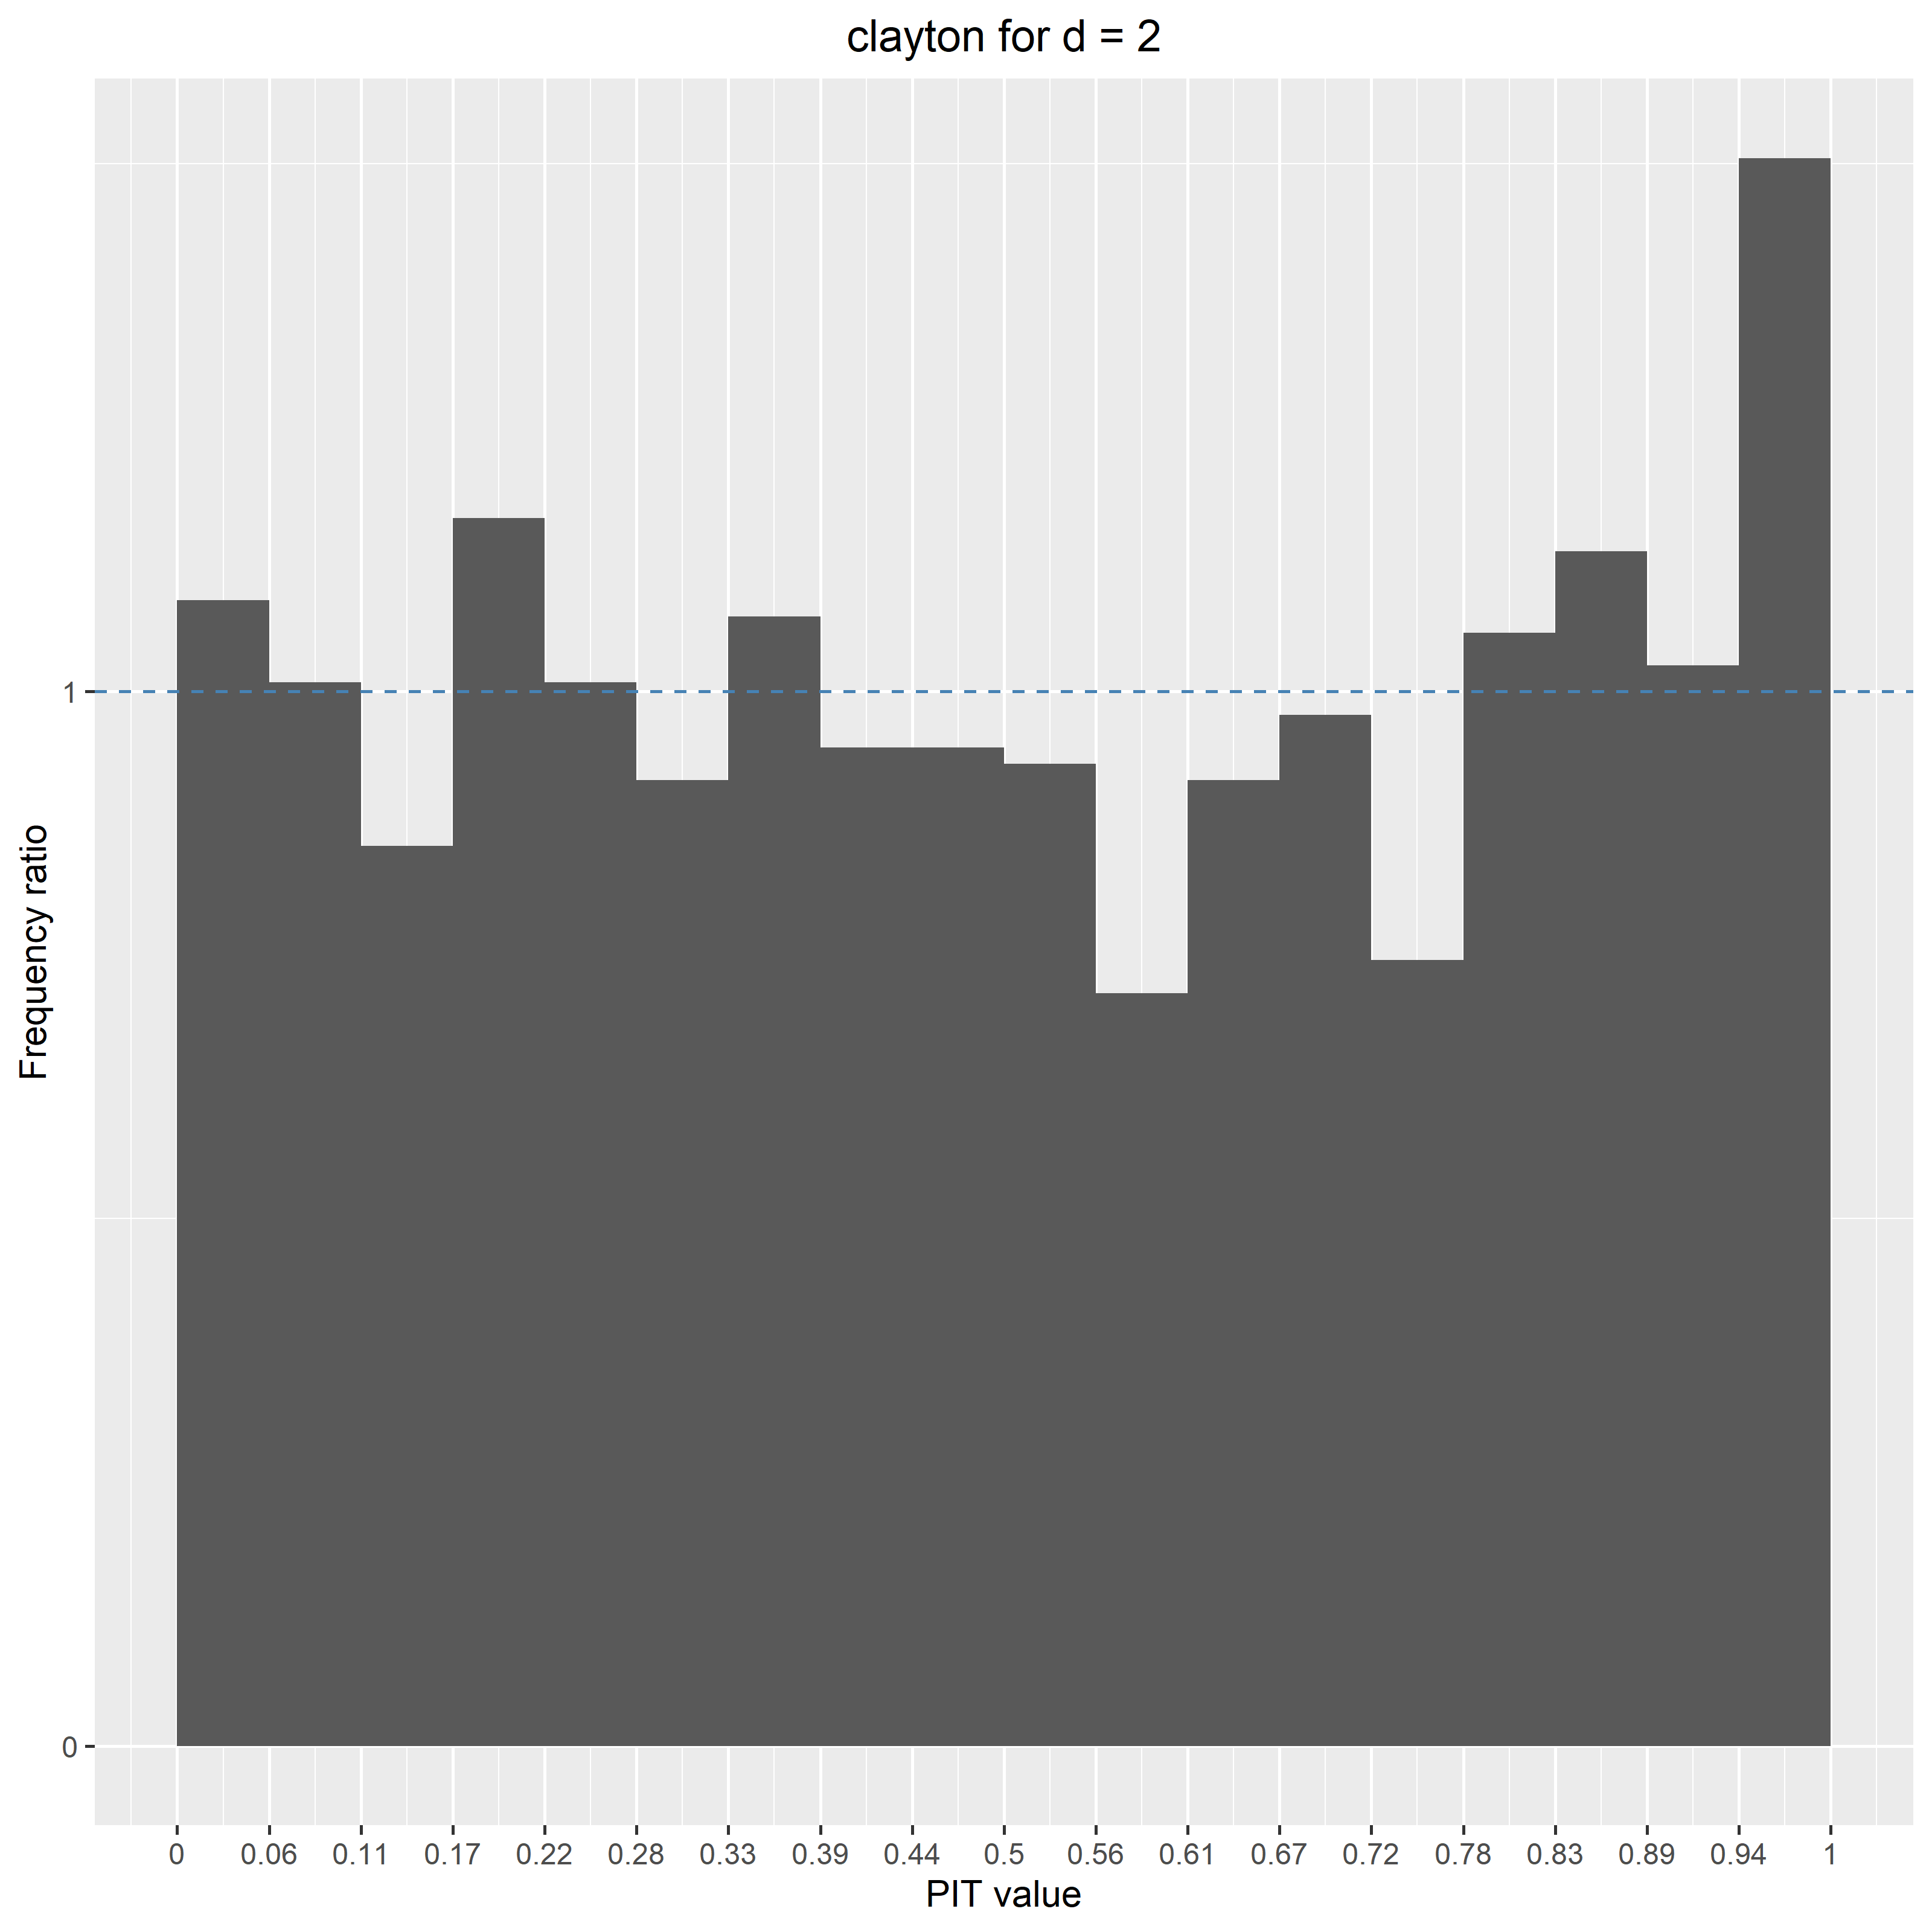 clayton for d = 2
Frequency ratio
1
0
0 0.06 0.11 0.17 0.22 0.28 0.33 0.39 0.44 0.5 0.56 0.61 0.67 0.72 0.78 0.83 0.89 0.94 1
PIT value